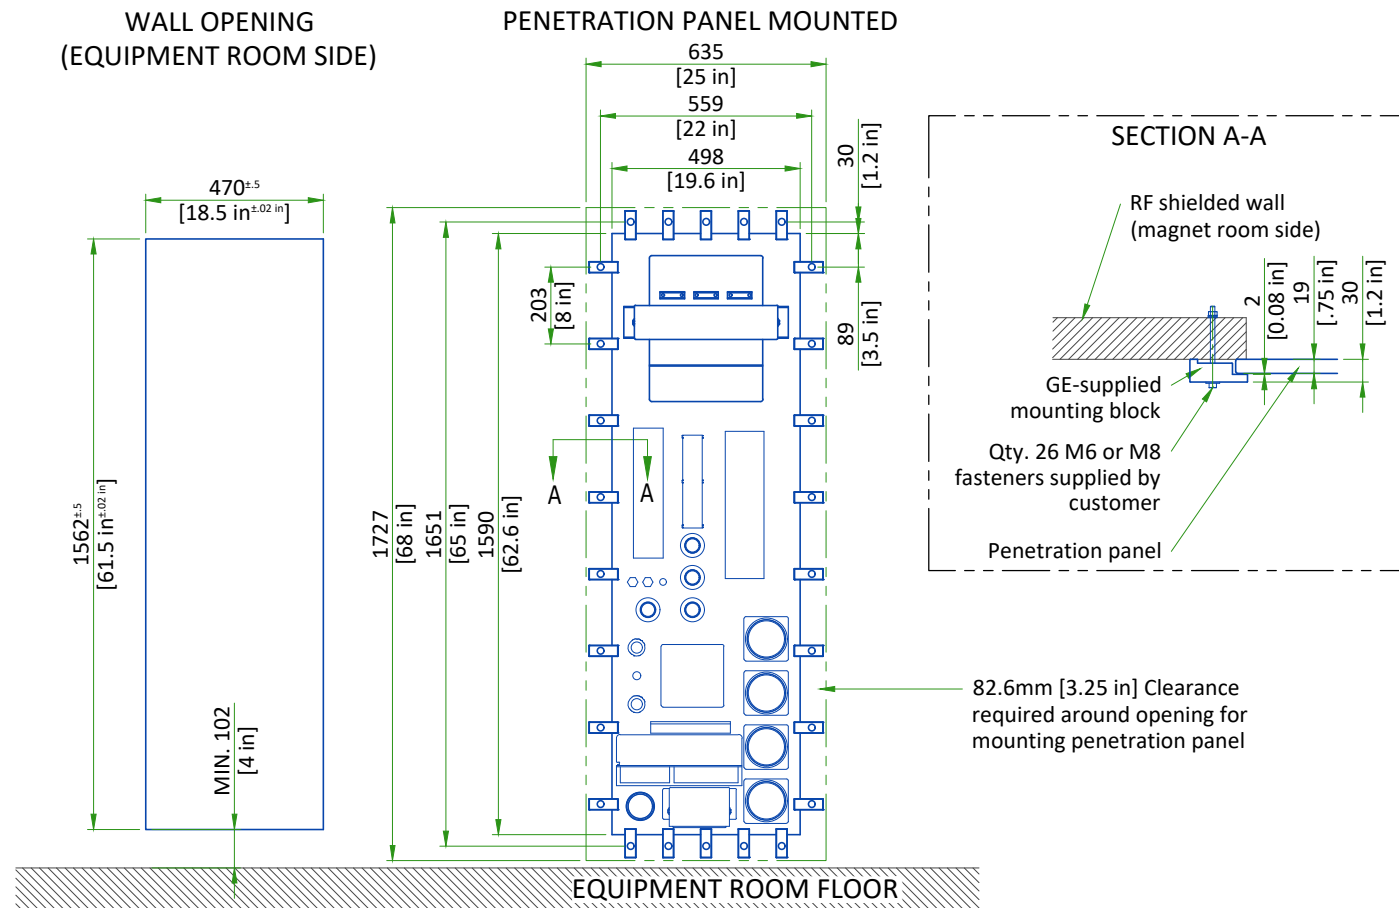 WALL OPENING
(EQUIPMENT ROOM SIDE)
470±.5
[18.5 in±.02 in]
1562±.5
[61.5 in±.02 in]
MIN. 102
[4 in]
PENETRATION PANEL MOUNTED
635
[25 in]
559
[22 in]
498
[19.6 in]
30
[1.2 in]
203
[8 in]
89
[3.5 in]
A
A
1727
[68 in]
1651
[65 in]
1590
[62.6 in]
82.6mm [3.25 in] Clearance
required around opening for
mounting penetration panel
EQUIPMENT ROOM FLOOR
SECTION A-A
RF shielded wall
(magnet room side)
2
[0.08 in]
19
[.75 in]
30
[1.2 in]
GE-supplied
mounting block
Qty. 26 M6 or M8
fasteners supplied by
customer
Penetration panel